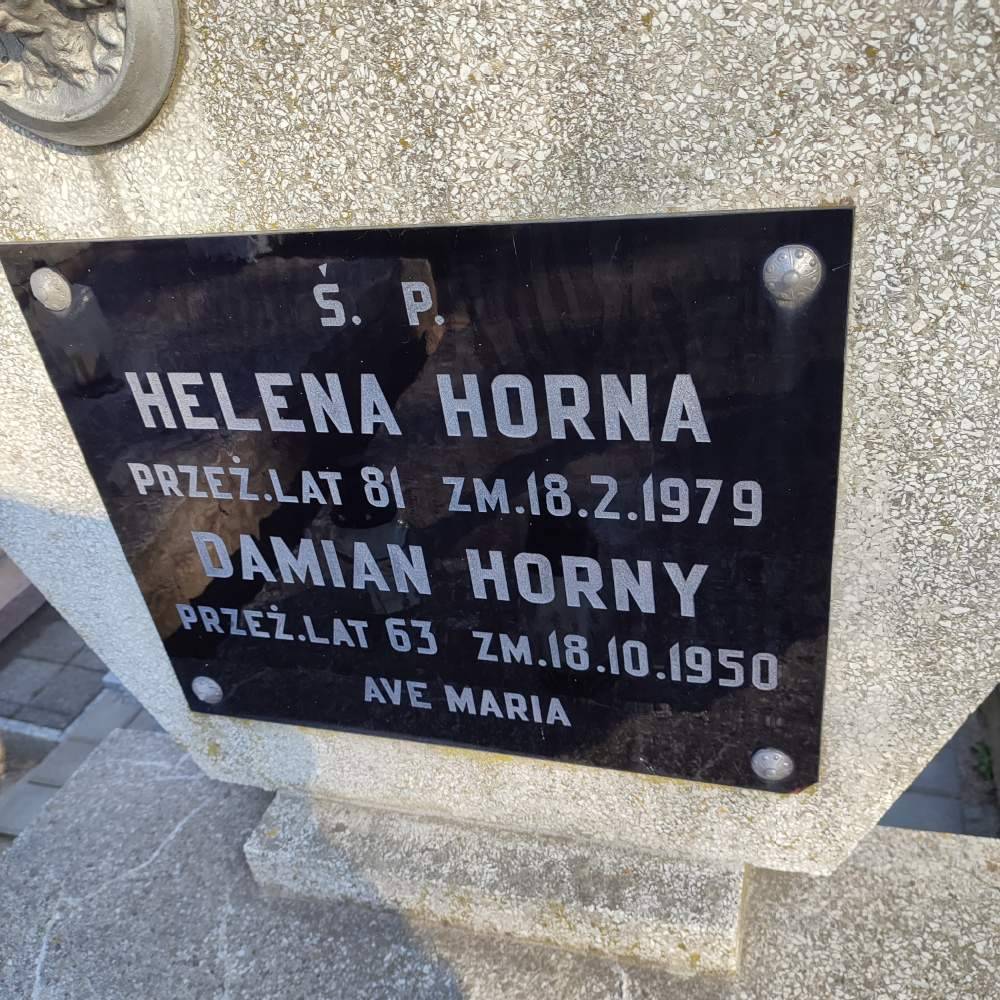 Ś. P.
HELENA HORNA
PRZEŻ.LAT 81 ZM.18.2.1979
DAMIAN HORNY
PRZEŻ.LAT 63 ZM.18.10.1950
AVE MARIA